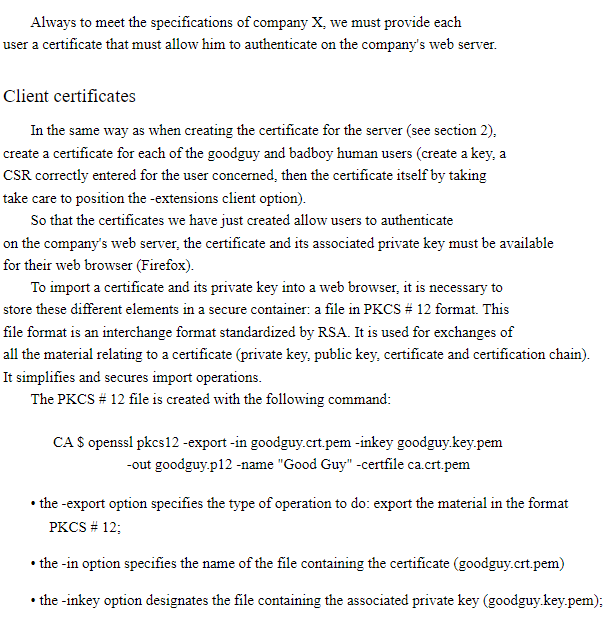 Always to meet the specifications of company X, we must provide each
user a certificate that must allow him to authenticate on the company's web server.
Client certificates
In the same way as when creating the certificate for the server (see section 2),
create a certificate for each of the goodguy and badboy human users (create a key, a
CSR correctly entered for the user concerned, then the certificate itself by taking
take care to position the -extensions client option).
So that the certificates we have just created allow users to authenticate
on the company's web server, the certificate and its associated private key must be available
for their web browser (Firefox).
To import a certificate and its private key into a web browser, it is necessary to
store these different elements in a secure container: a file in PKCS # 12 format. This
file format is an interchange format standardized by RSA. It is used for exchanges of
all the material relating to a certificate (private key, public key, certificate and certification chain).
It simplifies and secures import operations.
The PKCS # 12 file is created with the following command:
CA $ openssl pkcs12 -export -in goodguy.crt.pem -inkey goodguy.key.pem
-out goodguy.p12 -name "Good Guy" -certfile ca.crt.pem
• the -export option specifies the type of operation to do: export the material in the format
PKCS # 12;
• the -in option specifies the name of the file containing the certificate (goodguy.crt.pem)
• the -inkey option designates the file containing the associated private key (goodguy.key.pem);